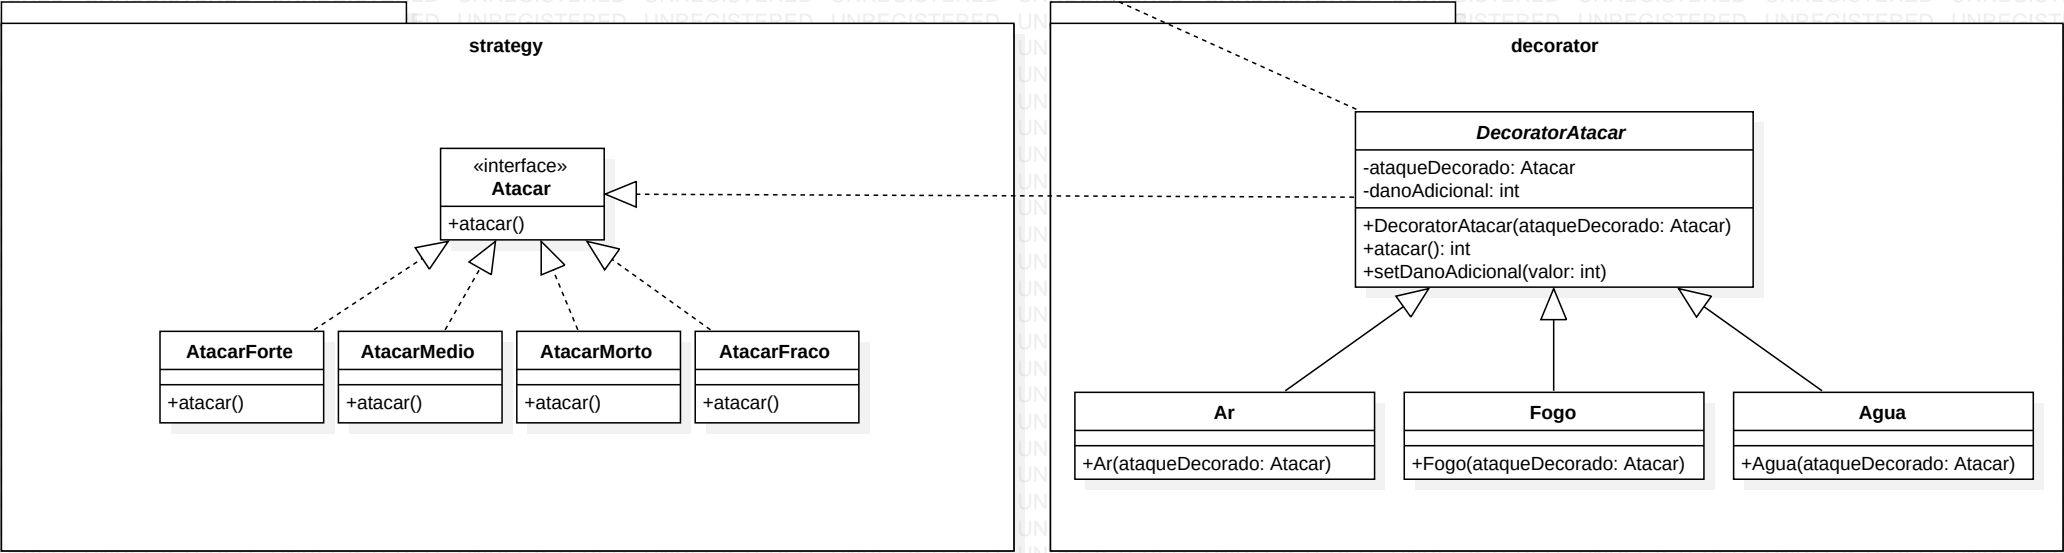 UNREGISTERED UNREGISTERED
strategy
«interface»
Atacar
+atacar()
AtacarForte
+atacar()
AtacarMedio
+atacar()
AtacarMorto
+atacar()
AtacarFraco
+atacar()
decorator
DecoratorAtacar
-ataqueDecorado: Atacar
-danoAdicional: int
+DecoratorAtacar(ataqueDecorado: Atacar)
+atacar(): int
+setDanoAdicional(valor: int)
Ar
+Ar(ataqueDecorado: Atacar)
Fogo
+Fogo(ataqueDecorado: Atacar)
Agua
+Agua(ataqueDecorado: Atacar)